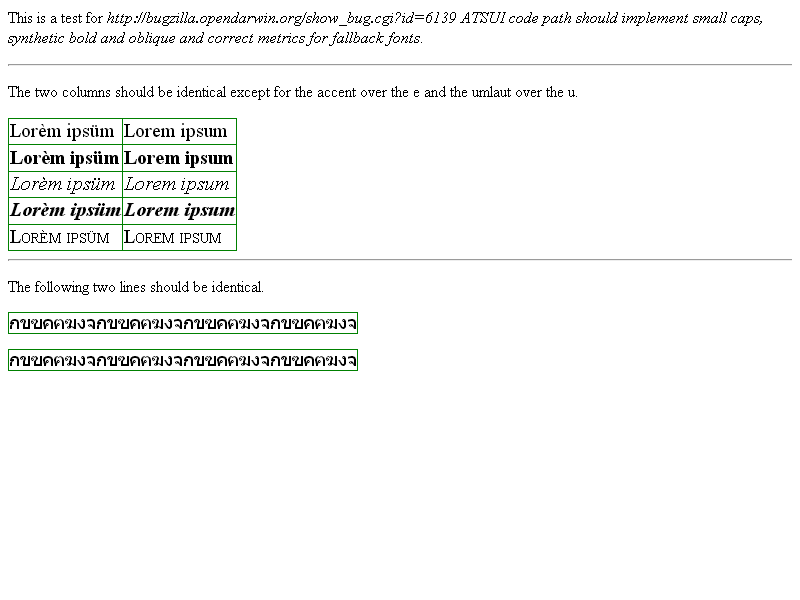 This is a test for http://bugzilla.opendarwin.org/show_bug.cgi?id=6139 ATSUI code path should implement small caps,
synthetic bold and oblique and correct metrics for fallback fonts.
The two columns should be identical except for the accent over the e and the umlaut over the u.
Lorèm ipsüm Lorem ipsum
Lorèm ipsüm Lorem ipsum
Lorèm ipsüm Lorem ipsum
Lorèm ipsüm Lorem ipsum
Lorèm ipsüm Lorem ipsum
The following two lines should be identical.
กขฃคฅฆงจกขฃคฅฆงจกขฃคฅฆงจกขฃคฅฆงจ
กขฃคฅฆงจกขฃคฅฆงจกขฃคฅฆงจกขฃคฅฆงจ